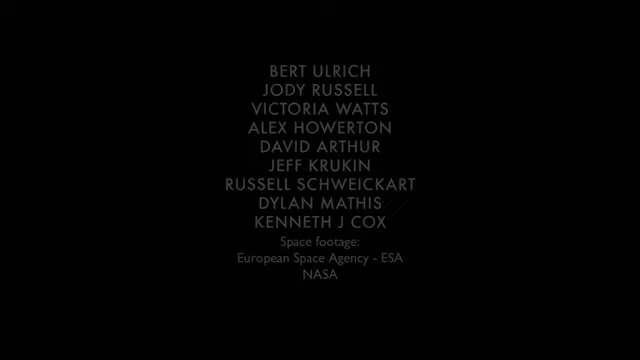 BERT ULRICH
JODY RUSSELL
VICTORIA WATTS
ALEX HOWERTON
DAVID ARTHUR
JEFF KRUKIN
RUSSELL SCHWEICKART
DYLAN MATHIS
KENNETH J COX
Space footage:
European Space Agency - ESA
NASA